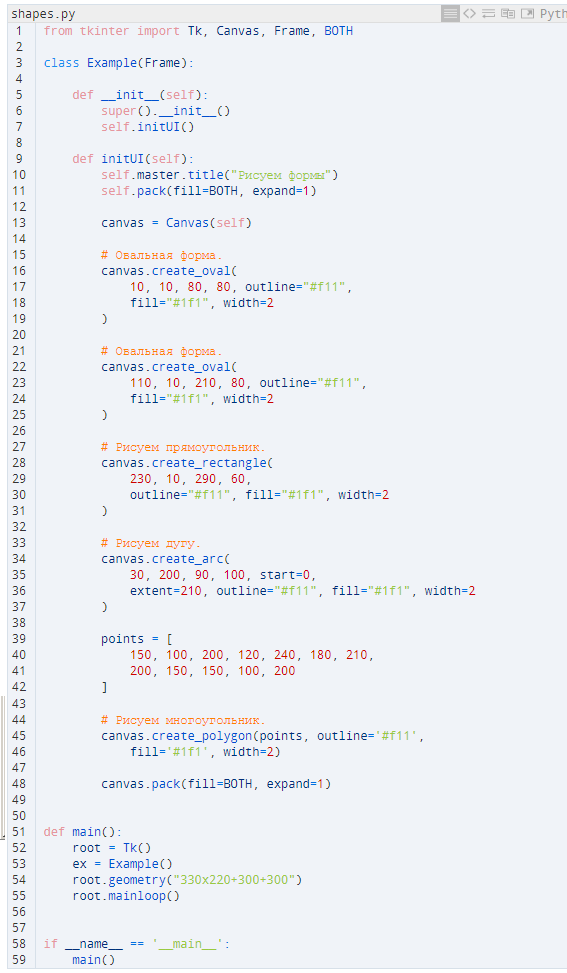 shapes.py Pyth
1 from tkinter import Tk, Canvas, Frame, BOTH
2
3 class Example(Frame):
4
5     def __init__(self):
6         super().__init__()
7         self.initUI()
8
9     def initUI(self):
10         self.master.title("Рисуем формы")
11         self.pack(fill=BOTH, expand=1)
12
13         canvas = Canvas(self)
14
15         # Овальная форма.
16         canvas.create_oval(
17             10, 10, 80, 80, outline="#f11",
18             fill="#1f1", width=2
19         )
20
21         # Овальная форма.
22         canvas.create_oval(
23             110, 10, 210, 80, outline="#f11",
24             fill="#1f1", width=2
25         )
26
27         # Рисуем прямоугольник.
28         canvas.create_rectangle(
29             230, 10, 290, 60,
30             outline="#f11", fill="#1f1", width=2
31         )
32
33         # Рисуем дугу.
34         canvas.create_arc(
35             30, 200, 90, 100, start=0,
36             extent=210, outline="#f11", fill="#1f1", width=2
37         )
38
39         points = [
40             150, 100, 200, 120, 240, 180, 210,
41             200, 150, 150, 100, 200
42         ]
43
44         # Рисуем многоугольник.
45         canvas.create_polygon(points, outline='#f11',
46             fill='#1f1', width=2)
47
48         canvas.pack(fill=BOTH, expand=1)
49
50
51 def main():
52     root = Tk()
53     ex = Example()
54     root.geometry("330x220+300+300")
55     root.mainloop()
56
57
58 if __name__ == '__main__':
59     main()